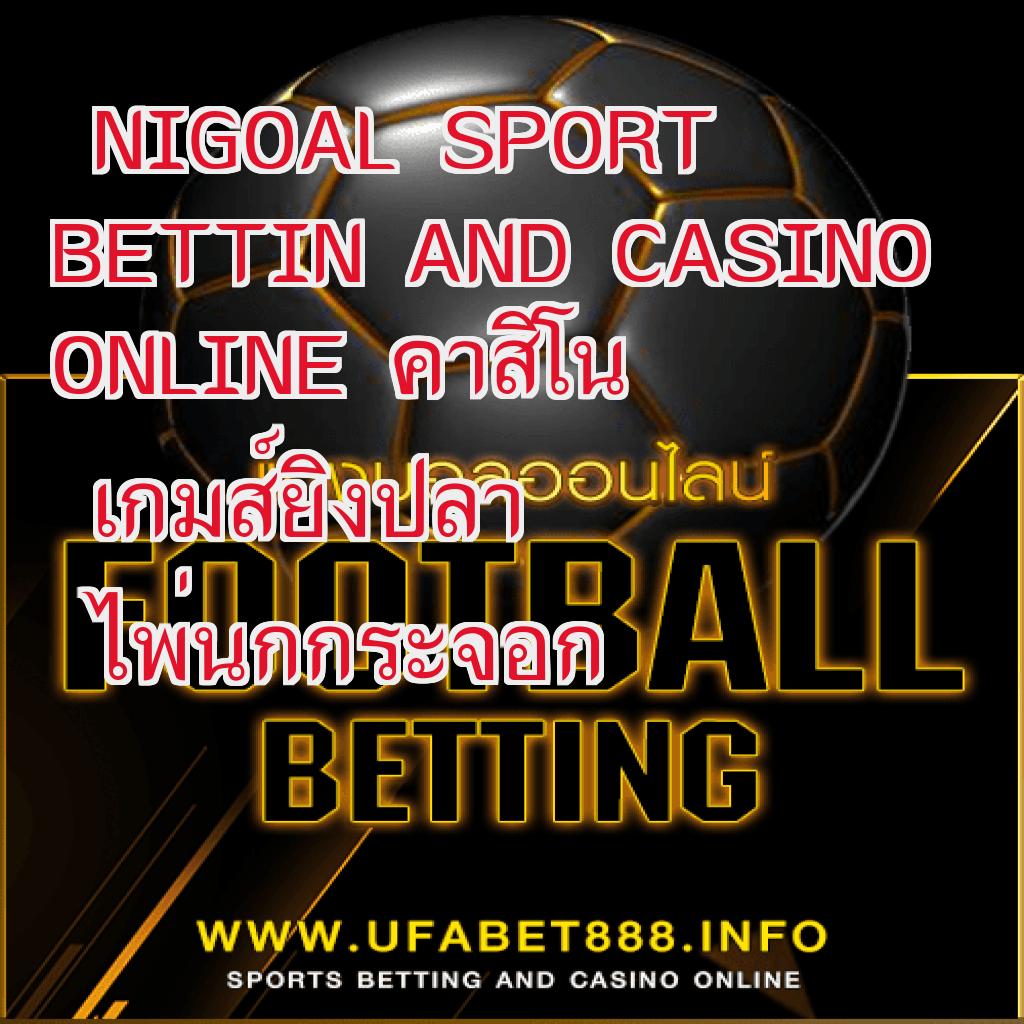 NIGOAL SPORT
BETTIN AND CASINO
ONLINE คาสิโน
เกมส์ยิงปลา
ไพ่นกกระจอก
FOOTBALL
BETTING
WWW.UFABET888.INFO
SPORTS BETTING AND CASINO ONLINE